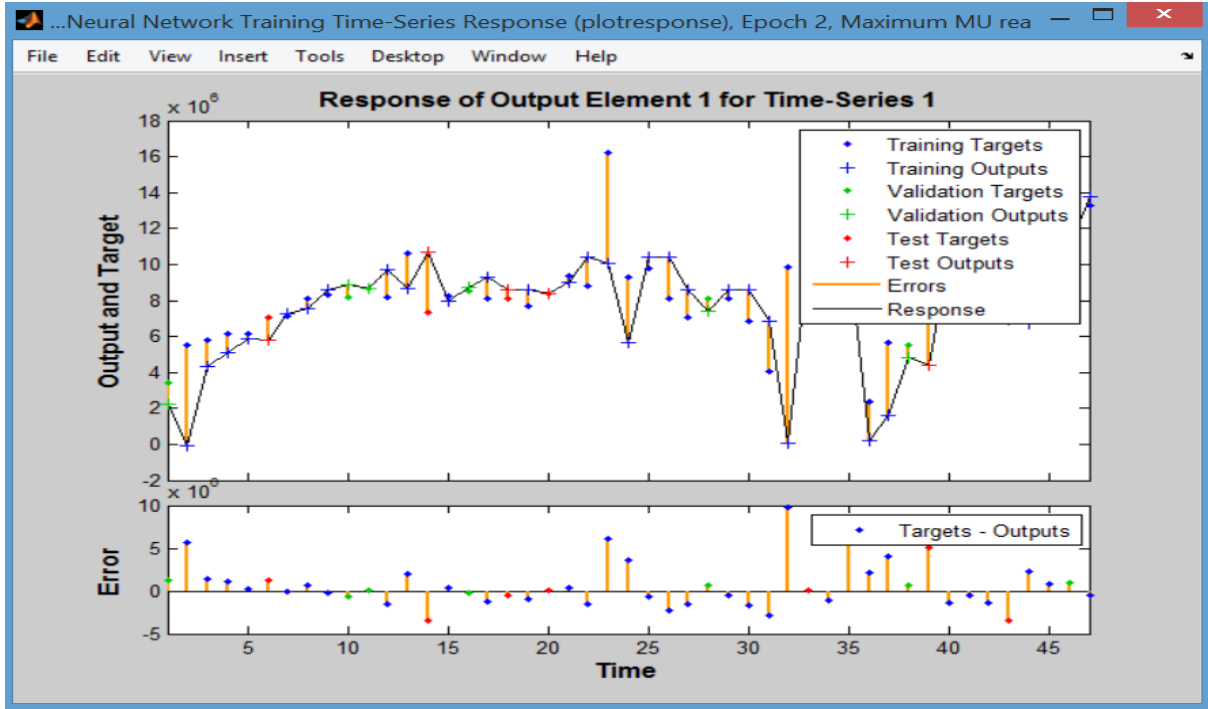 ...Neural Network Training Time-Series Response (plotresponse), Epoch 2, Maximum MU rea
File Edit View Insert Tools Desktop Window Help
Response of Output Element 1 for Time-Series 1
x 10^6
18
16
14
12
10
8
6
4
2
0
-2
Output and Target
Training Targets
Training Outputs
Validation Targets
Validation Outputs
Test Targets
Test Outputs
Errors
Response
x 10^6
10
5
0
-5
Error
Targets - Outputs
5 10 15 20 25 30 35 40 45
Time